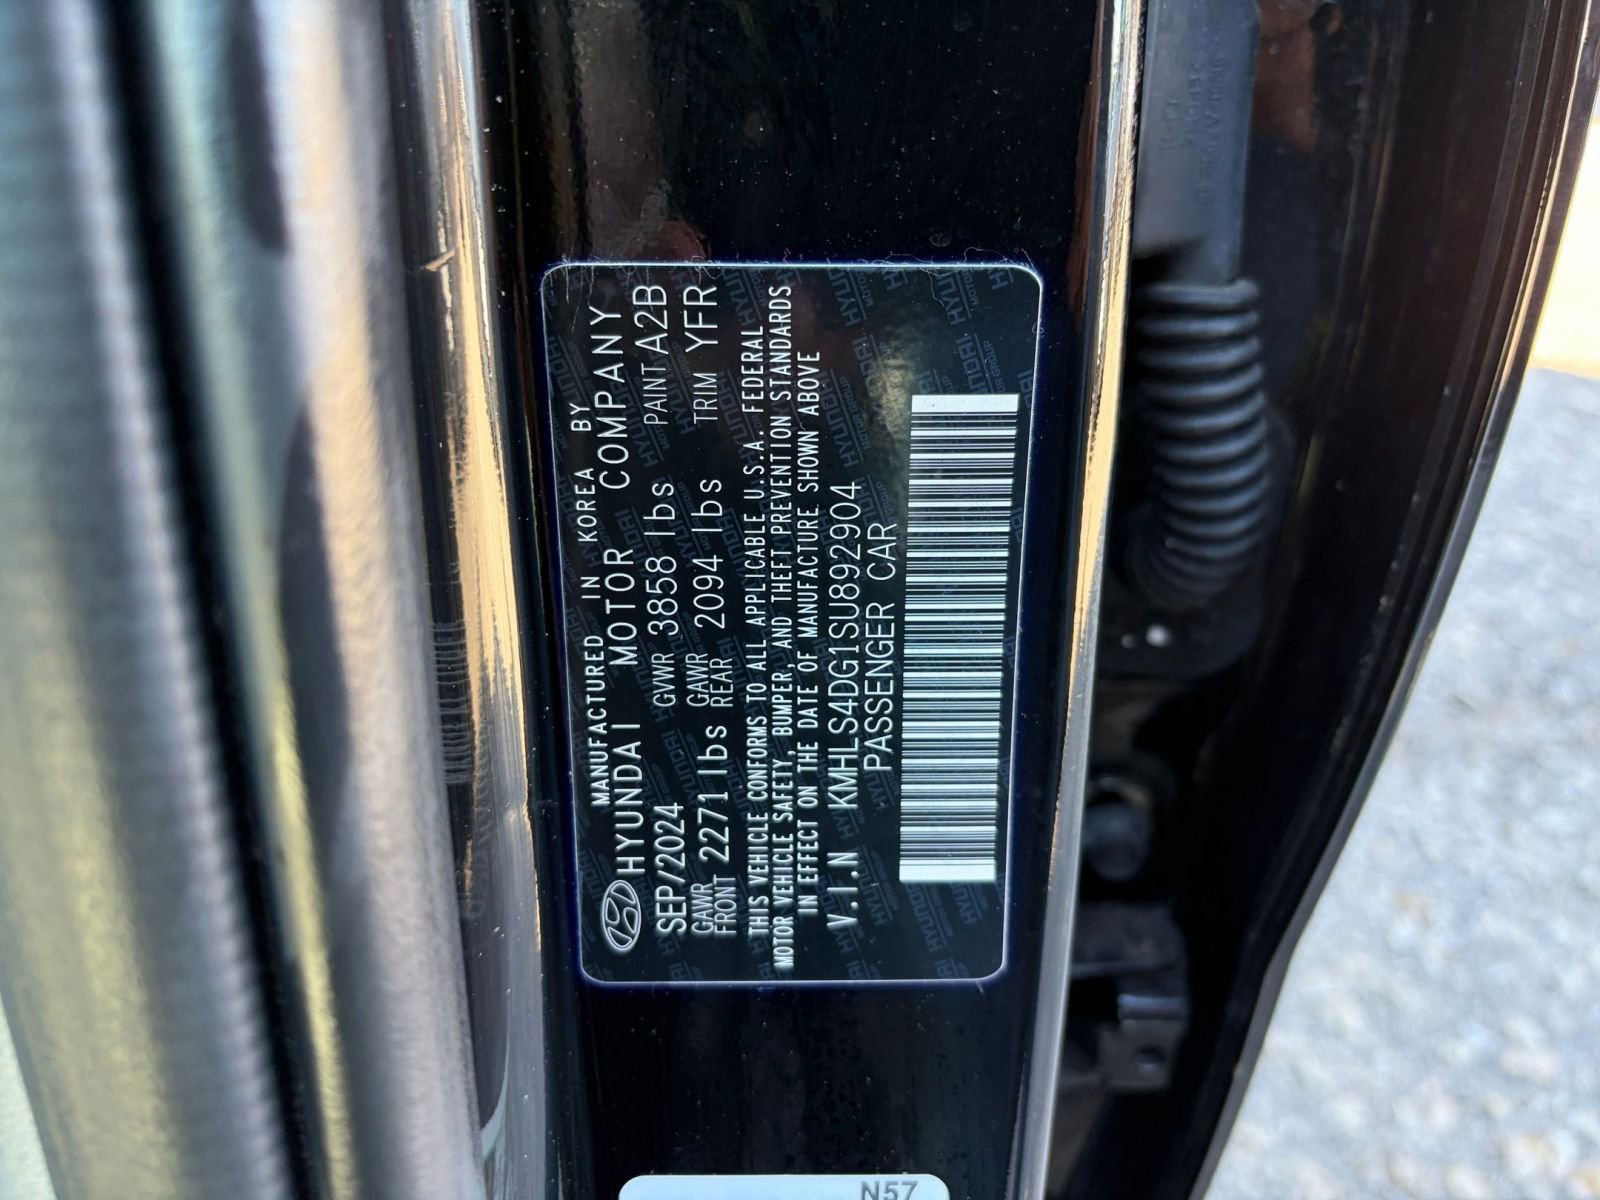 MANUFACTURED IN KOREA BY
HYUNDAI MOTOR COMPANY
SEP/2024 GVWR 3858 lbs PAINT A2B
GAWR FRONT 2271 lbs GAWR REAR 2094 lbs TRIM YFR
THIS VEHICLE CONFORMS TO ALL APPLICABLE U.S.A. FEDERAL
MOTOR VEHICLE SAFETY, BUMPER, AND THEFT PREVENTION STANDARDS
IN EFFECT ON THE DATE OF MANUFACTURE SHOWN ABOVE
V.I.N KMHLS4DG1SU892904
PASSENGER CAR
N57